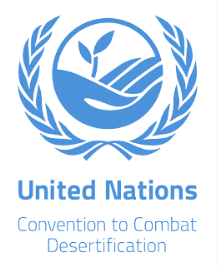 United Nations
Convention to Combat
Desertification